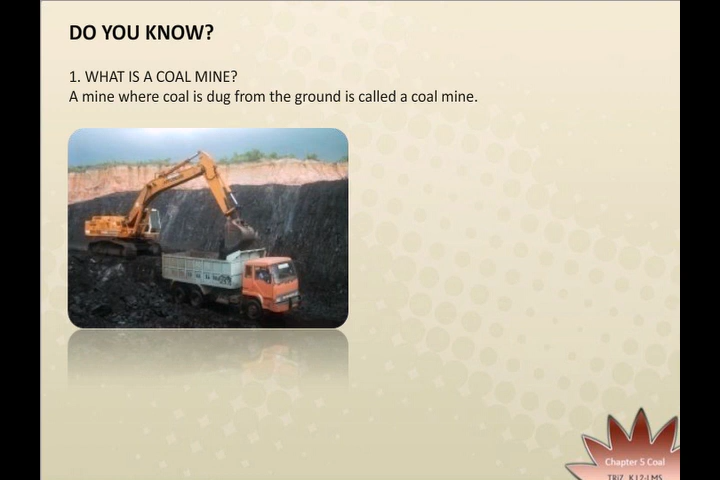 DO YOU KNOW?
1. WHAT IS A COAL MINE?
A mine where coal is dug from the ground is called a coal mine.
Chapter 5 Coal